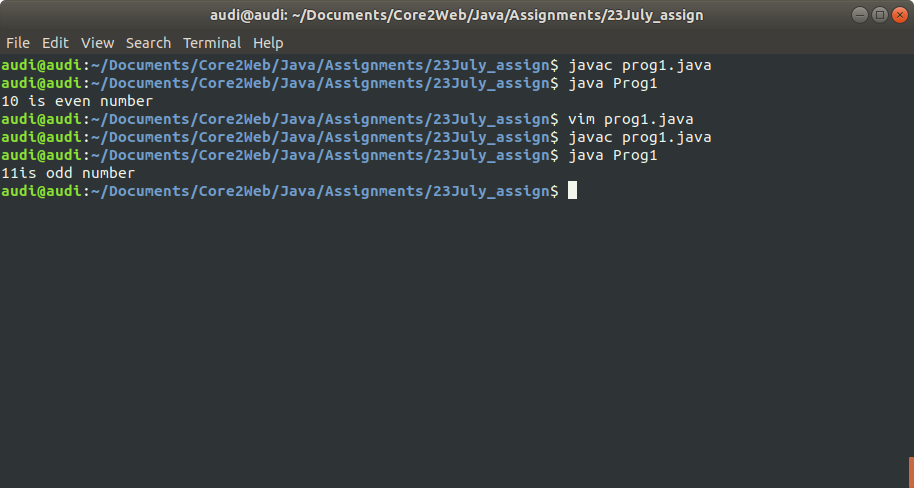 audi@audi: ~/Documents/Core2Web/Java/Assignments/23July_assign
File Edit View Search Terminal Help
audi@audi:~/Documents/Core2Web/Java/Assignments/23July_assign$ javac prog1.java
audi@audi:~/Documents/Core2Web/Java/Assignments/23July_assign$ java Prog1
10 is even number
audi@audi:~/Documents/Core2Web/Java/Assignments/23July_assign$ vim prog1.java
audi@audi:~/Documents/Core2Web/Java/Assignments/23July_assign$ javac prog1.java
audi@audi:~/Documents/Core2Web/Java/Assignments/23July_assign$ java Prog1
11is odd number
audi@audi:~/Documents/Core2Web/Java/Assignments/23July_assign$